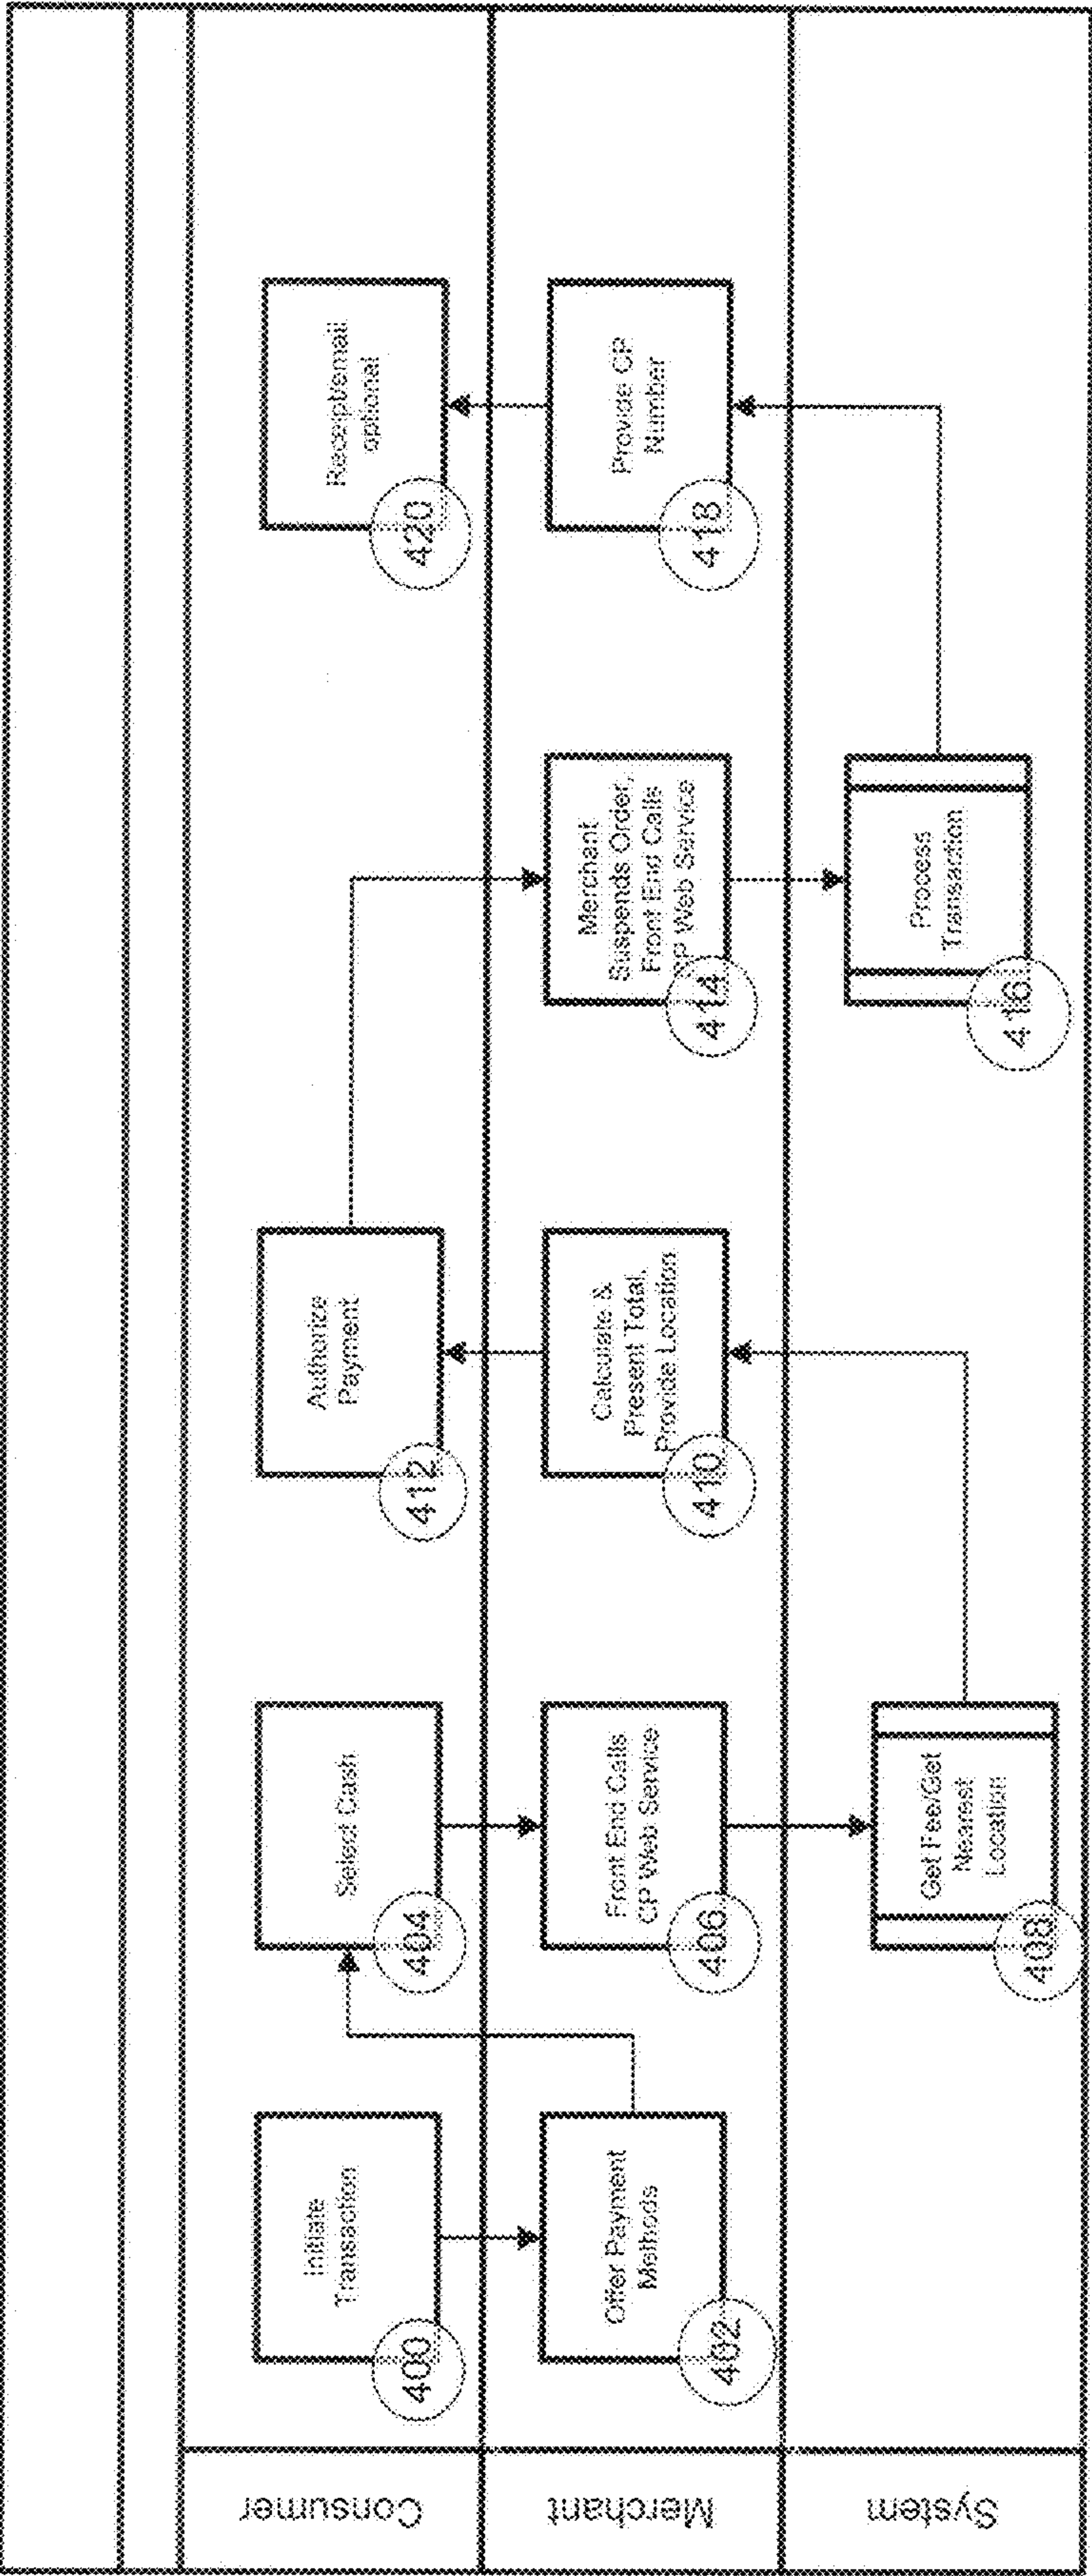 Consumer
Merchant
System
Initiate
Transaction
400
Offer Payment
Methods
402
Select Cash
404
Front End Calls
CP Web Service
406
Get Fee/Get
Nearest
Location
408
Calculate &
Present Total,
Provide Location
410
Authorize
Payment
412
Merchant
Suspends Order,
Front End Calls
Web Service
414
Process
Transaction
416
Provide CP
Number
418
Receipt/email
optional
420